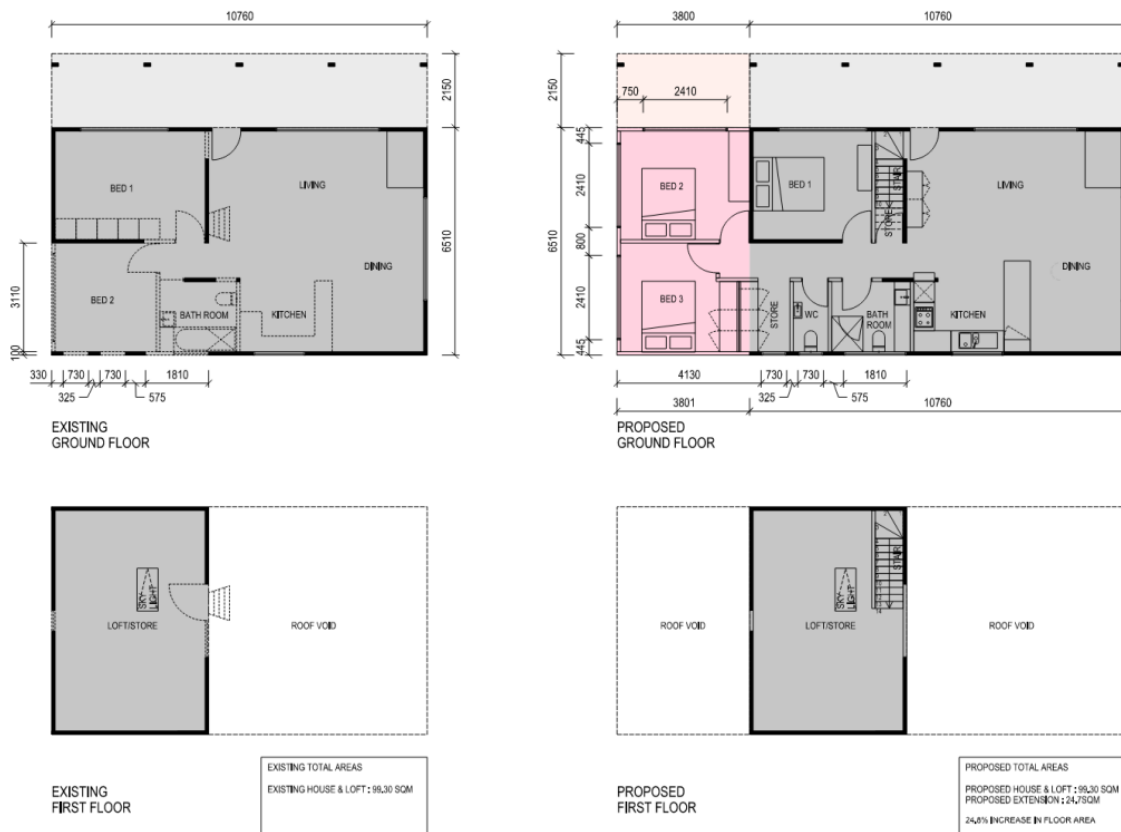 10760
2150
BED 1
LIVING
6510
3110
DINING
BED 2
BATH ROOM
KITCHEN
100
330
730
730
1810
325
575
EXISTING
GROUND FLOOR
3800
10760
2150
750
2410
445
BED 2
BED 1
STAIR
LIVING
2410
STORE
6510
800
DINING
BED 3
2410
STORE
WC
BATH
ROOM
KITCHEN
445
4130
730
730
1810
325
575
3801
10760
PROPOSED
GROUND FLOOR
SKY
LIGHT
LOFT/STORE
ROOF VOID
EXISTING
FIRST FLOOR
EXISTING TOTAL AREAS
EXISTING HOUSE & LOFT : 99.30 SQM
STAIR
SKY
LIGHT
ROOF VOID
LOFT/STORE
ROOF VOID
PROPOSED
FIRST FLOOR
PROPOSED TOTAL AREAS
PROPOSED HOUSE & LOFT : 99.30 SQM
PROPOSED EXTENSION : 24.7SQM
24.8% INCREASE IN FLOOR AREA